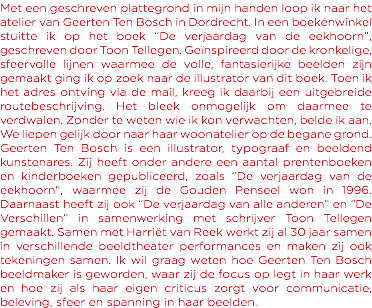 Met een geschreven plattegrond in mijn handen loop ik naar het
atelier van Geerten Ten Bosch in Dordrecht. In een boekenwinkel
stuitte ik op het boek “De verjaardag van de eekhoorn”,
geschreven door Toon Tellegen. Geïnspireerd door de kronkelige,
sfeervolle lijnen waarmee de volle, fantasierijke beelden zijn
gemaakt ging ik op zoek naar de illustrator van dit boek: Toen ik
het adres ontving via de mail, kreeg ik daarbij een uitgebreide
routebeschrijving. Het bleek onmogelijk om daarmee te
verdwalen. Zonder te weten wie ik kon verwachten, belde ik aan.
We liepen gelijk door naar haar woonatelier op de begane grond.
Geerten Ten Bosch is een illustrator, typograaf en beeldend
kunstenares. Zij heeft onder andere een aantal prentenboeken
en kinderboeken gepubliceerd, zoals “De verjaardag van de
eekhoorn”, waarmee zij de Gouden Penseel won in 1996.
Daarnaast heeft zij ook “De verjaardag van alle anderen” en “De
Verschillen” in samenwerking met schrijver Toon Tellegen
gemaakt. Samen met Harriët van Reek werkt zij al 30 jaar samen
in verschillende beeldtheater performances en maken zij ook
tekeningen samen. Ik wil graag weten hoe Geerten Ten Bosch
beeldmaker is geworden, waar zij de focus op legt in haar werk
en hoe zij als haar eigen criticus zorgt voor communicatie,
beleving, sfeer en spanning in haar beelden.